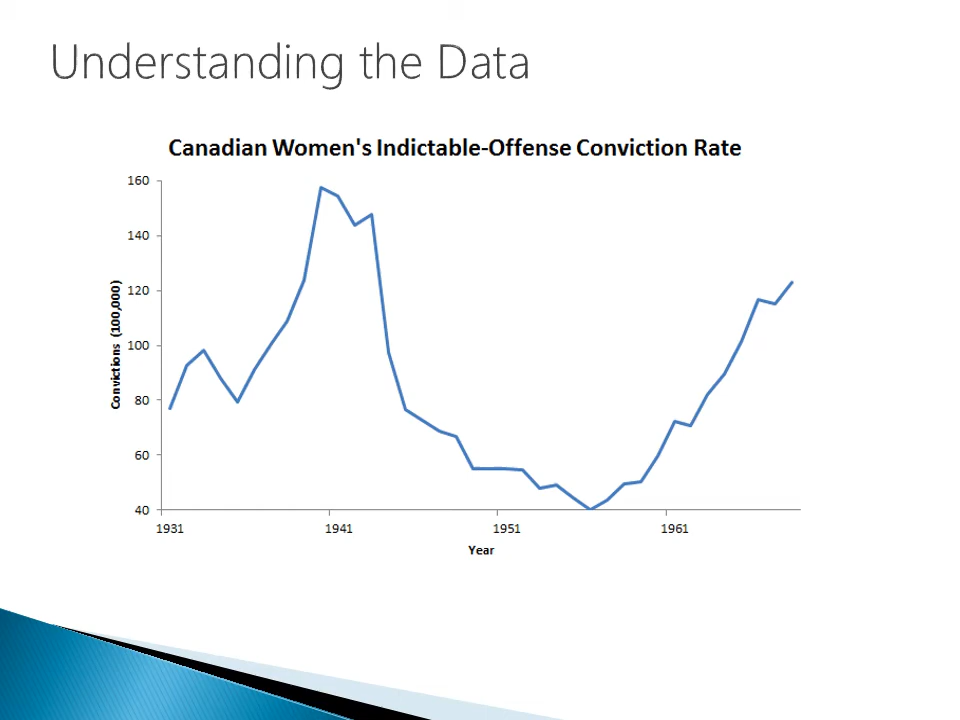 Understanding the Data
Canadian Women's Indictable-Offense Conviction Rate
160
140
120
100
80
60
40
Convictions (100,000)
1931
1941
1951
1961
Year